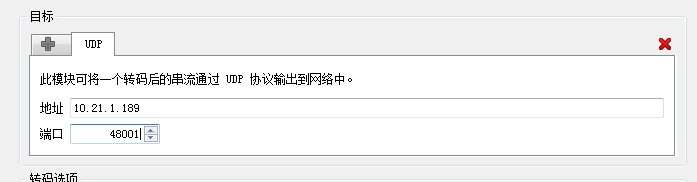 目标
UDP
此模块可将一个转码后的串流通过 UDP 协议输出到网络中。
地址 10.21.1.189
端口 48001
转码选项